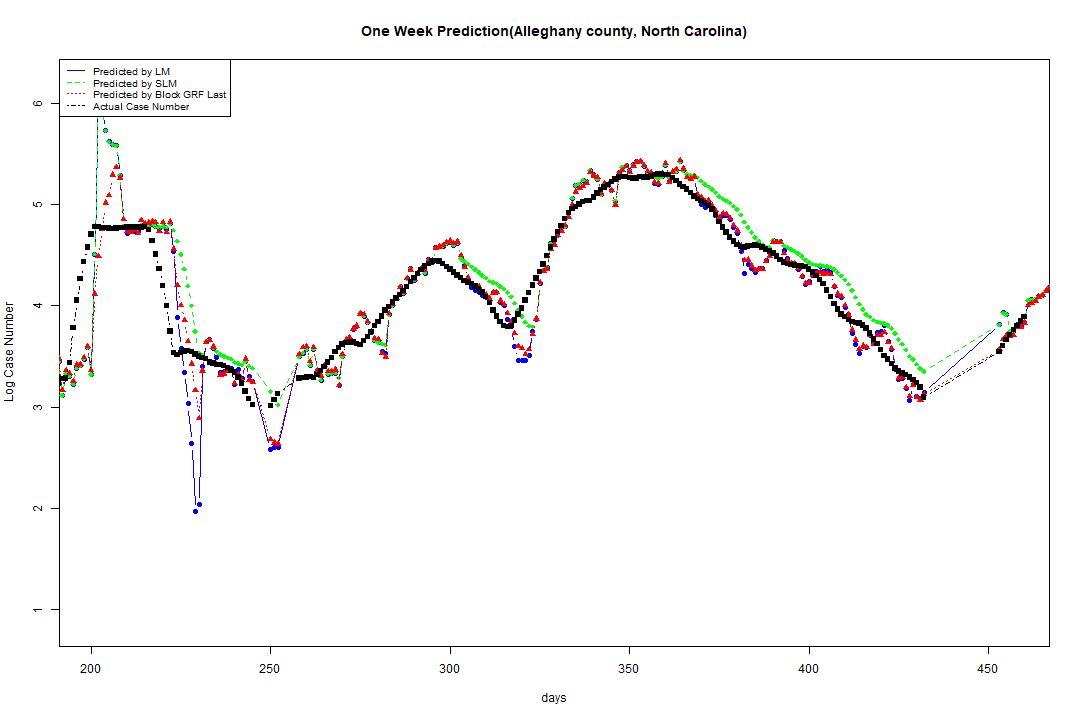 One Week Prediction(Alleghany county, North Carolina)
Predicted by LM
Predicted by SLM
Predicted by Block GRF Last
Actual Case Number
6
5
4
3
2
1
Log Case Number
200 250 300 350 400 450
days